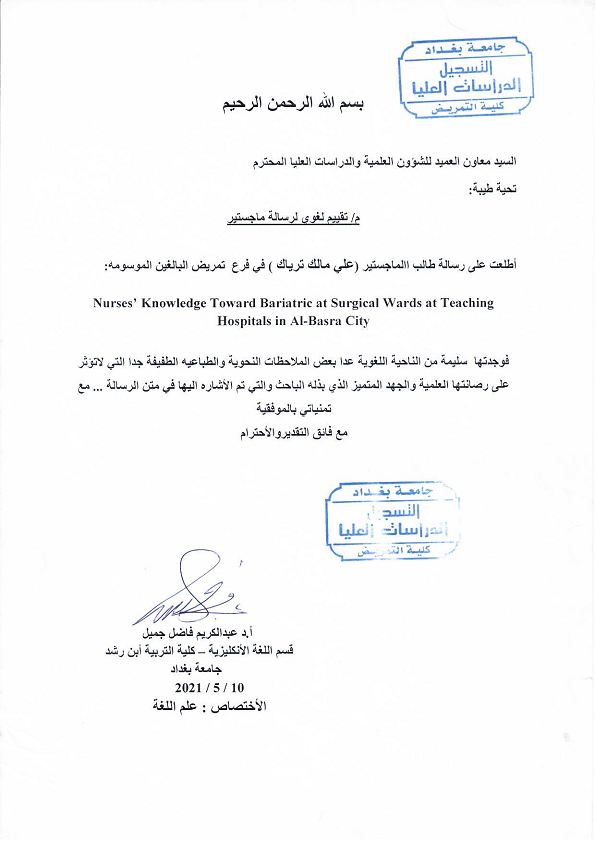 جامعة بغداد
التسجيل
الدراسات العليا
كلية التمريض
بسم الله الرحمن الرحيم
السيد معاون العميد للشؤون العلمية والدراسات العليا المحترم
تحية طيبة:
م/ تقييم لغوي لرسالة ماجستير
أطلعت على رسالة طالب االماجستير (علي مالك ترياك ) في فرع تمريض البالغين الموسومه:
Nurses’ Knowledge Toward Bariatric at Surgical Wards at Teaching
Hospitals in Al-Basra City
فوجدتها سليمة من الناحية اللغوية عدا بعض الملاحظات النحوية والطباعيه الطفيفة جدا التي لاتؤثر
على رصانتها العلمية والجهد المتميز الذي بذله الباحث والتي تم الأشاره اليها في متن الرسالة ... مع
تمنياتي بالموفقية
مع فائق التقديروالأحترام
جامعة بغداد
التسجيل
الدراسات العليا
كلية التمريض
أ.د عبدالكريم فاضل جميل
قسم اللغة الأنكليزية – كلية التربية أبن رشد
جامعة بغداد
2021 / 5 / 10
الأختصاص : علم اللغة